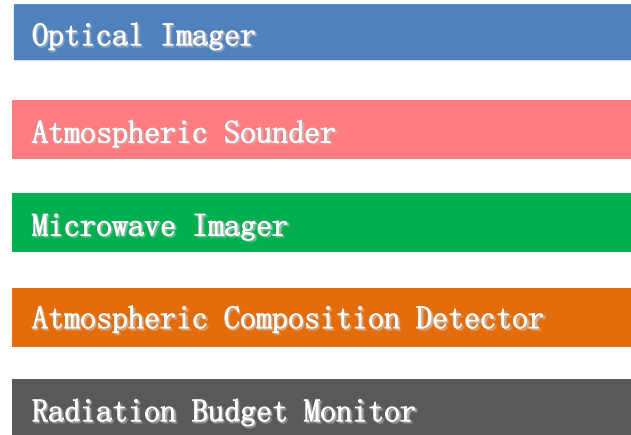 Optical Imager
Atmospheric Sounder
Microwave Imager
Atmospheric Composition Detector
Radiation Budget Monitor